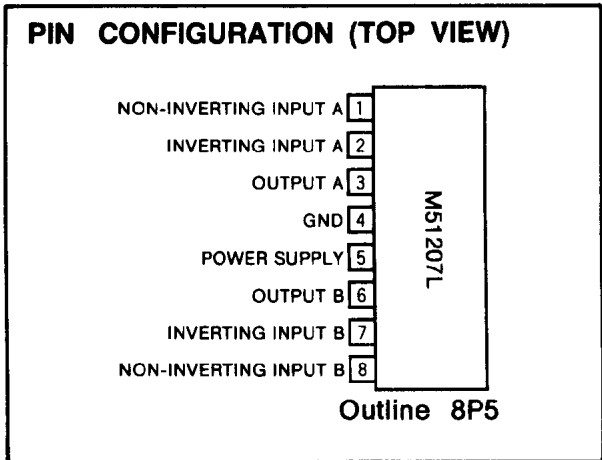 PIN CONFIGURATION (TOP VIEW)
NON-INVERTING INPUT A 1
INVERTING INPUT A 2
OUTPUT A 3
GND 4
POWER SUPPLY 5
OUTPUT B 6
INVERTING INPUT B 7
NON-INVERTING INPUT B 8
M51207L
Outline 8P5